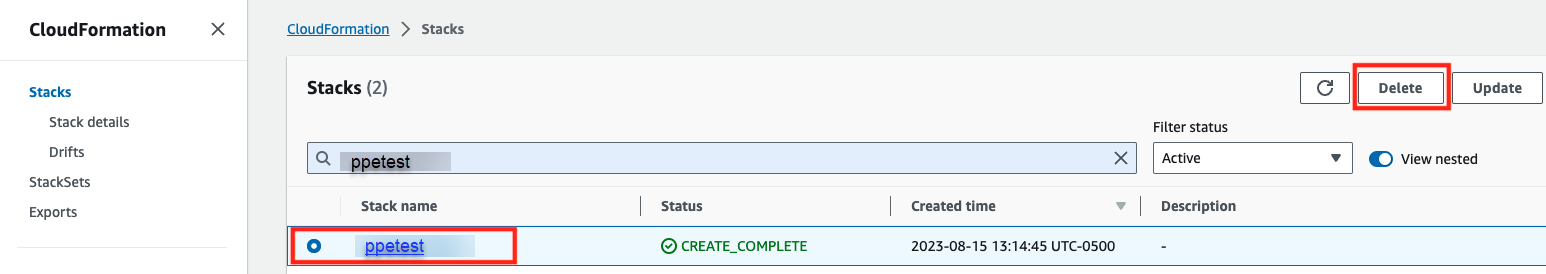 CloudFormation
Stacks
Stack details
Drifts
StackSets
Exports
CloudFormation > Stacks
Stacks (2)
Delete
Update
Filter status
ppetest
Active
View nested
Stack name
Status
Created time
Description
ppetest
CREATE_COMPLETE
2023-08-15 13:14:45 UTC-0500
-